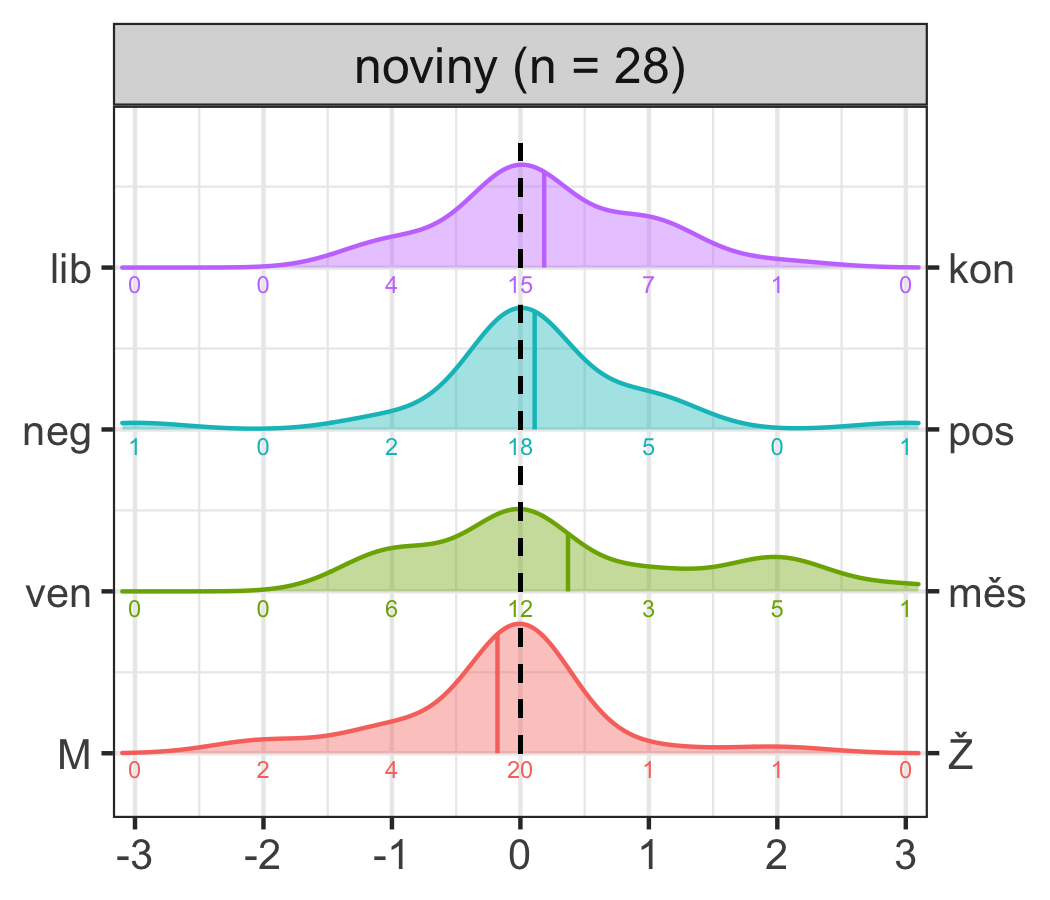 noviny (n = 28)
lib kon
0 0 4 15 7 1 0
neg pos
1 0 2 18 5 0 1
ven měs
0 0 6 12 3 5 1
M Ž
0 2 4 20 1 1 0
-3 -2 -1 0 1 2 3